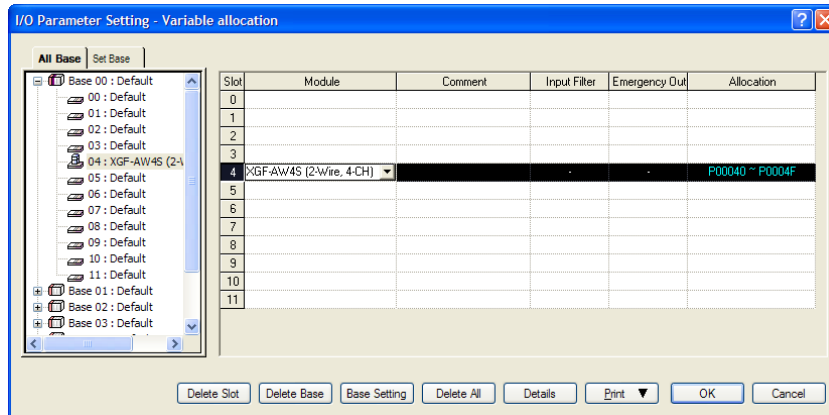 I/O Parameter Setting - Variable allocation
All Base
Set Base
Base 00 : Default
00 : Default
01 : Default
02 : Default
03 : Default
04 : XGF-AW4S (2-\
05 : Default
06 : Default
07 : Default
08 : Default
09 : Default
10 : Default
11 : Default
Base 01 : Default
Base 02 : Default
Base 03 : Default
Slot Module Comment Input Filter Emergency Out Allocation
0
1
2
3
4 XGF-AW4S (2-Wire, 4-CH) - - P00040 ~ P0004F
5
6
7
8
9
10
11
Delete Slot Delete Base Base Setting Delete All Details Print ▼ OK Cancel